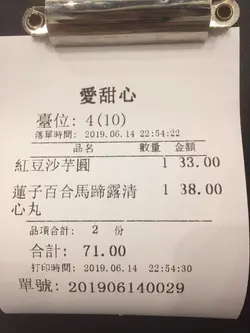 愛甜心
臺位: 4(10)
落單時間: 2019.06.14 22:54:22
品名 數量 金額
紅豆沙芋圓 1 33.00
蓮子百合馬蹄露清 1 38.00
心丸
品項合計: 2 份
合計: 71.00
打印時間: 2019.06.14 22:54:30
單號: 201906140029